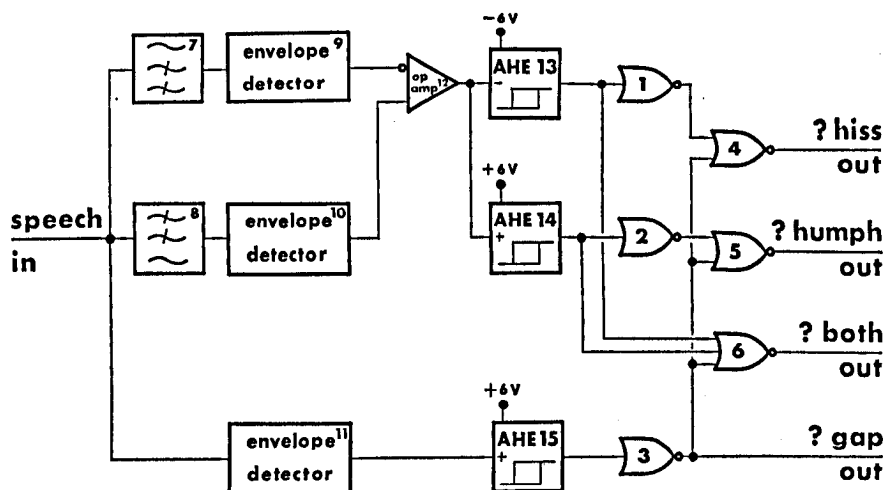 −6V
7
envelope 9
detector
op
amp 12
AHE 13
−
1
4
? hiss
out
+6V
speech
in
8
envelope 10
detector
AHE 14
+
2
5
? humph
out
6
? both
out
+6V
envelope 11
detector
AHE 15
+
3
? gap
out